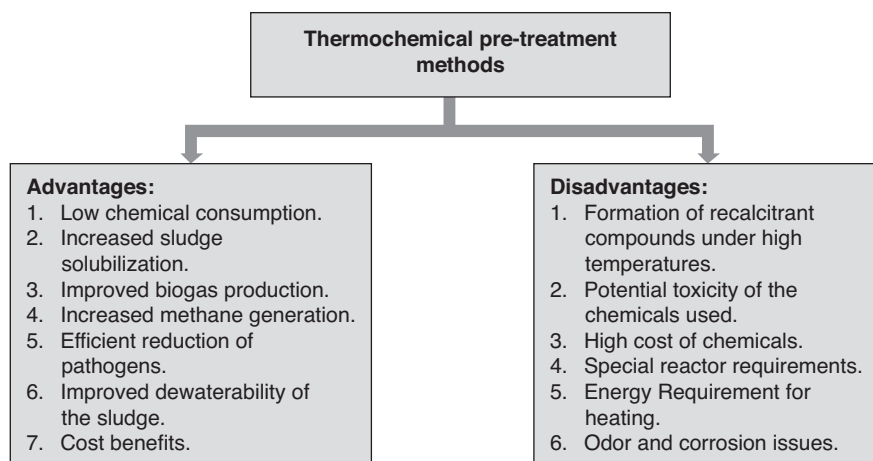 Thermochemical pre-treatment
methods
Advantages:
1. Low chemical consumption.
2. Increased sludge
solubilization.
3. Improved biogas production.
4. Increased methane generation.
5. Efficient reduction of
pathogens.
6. Improved dewaterability of
the sludge.
7. Cost benefits.
Disadvantages:
1. Formation of recalcitrant
compounds under high
temperatures.
2. Potential toxicity of the
chemicals used.
3. High cost of chemicals.
4. Special reactor requirements.
5. Energy Requirement for
heating.
6. Odor and corrosion issues.